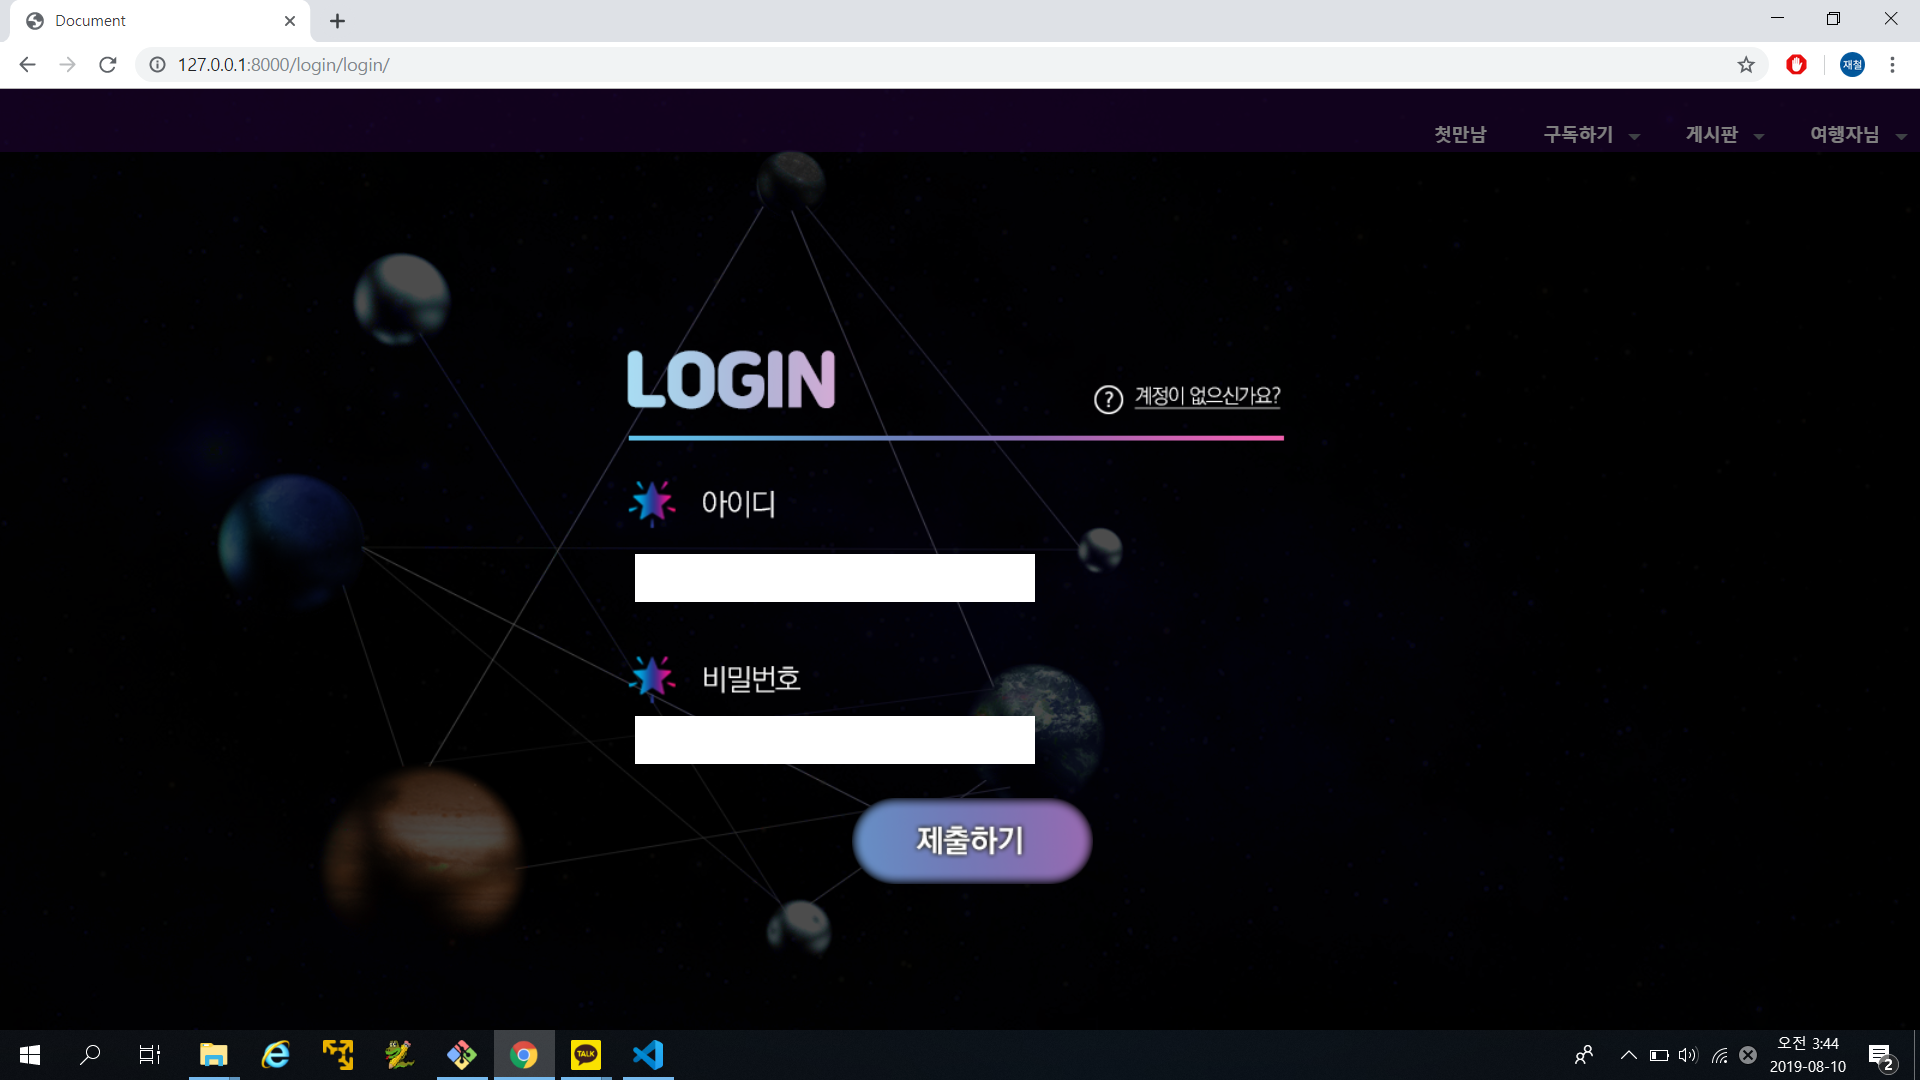 Document
127.0.0.1:8000/login/login/
재철
첫만남 구독하기 게시판 여행자님
LOGIN
? 계정이 없으신가요?
아이디
비밀번호
제출하기
TALK
오전 3:44
2019-08-10
2